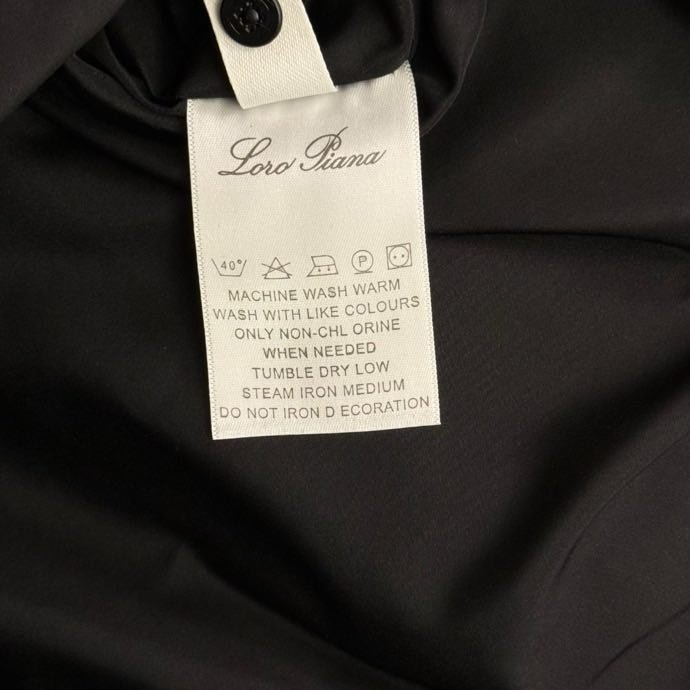 Loro Piana
40° P
MACHINE WASH WARM
WASH WITH LIKE COLOURS
ONLY NON-CHL ORINE
WHEN NEEDED
TUMBLE DRY LOW
STEAM IRON MEDIUM
DO NOT IRON D ECORATION